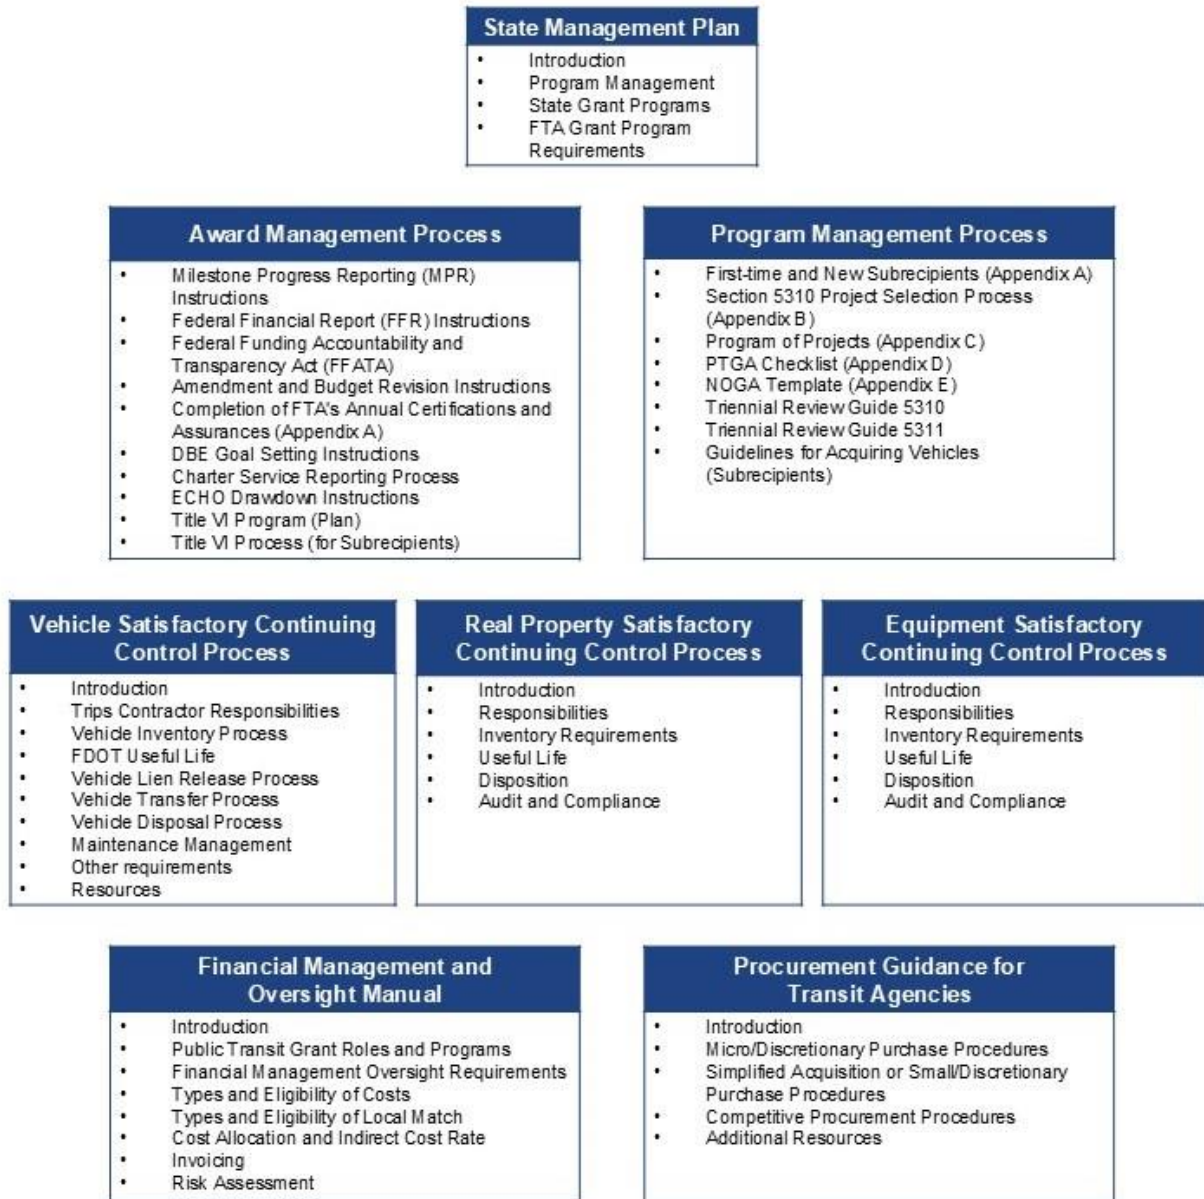 State Management Plan
• Introduction
• Program Management
• State Grant Programs
• FTA Grant Program
Requirements
Award Management Process
• Milestone Progress Reporting (MPR)
Instructions
• Federal Financial Report (FFR) Instructions
• Federal Funding Accountability and
Transparency Act (FFATA)
• Amendment and Budget Revision Instructions
• Completion of FTA's Annual Certifications and
Assurances (Appendix A)
• DBE Goal Setting Instructions
• Charter Service Reporting Process
• ECHO Drawdown Instructions
• Title VI Program (Plan)
• Title VI Process (for Subrecipients)
Program Management Process
• First-time and New Subrecipients (Appendix A)
• Section 5310 Project Selection Process
(Appendix B)
• Program of Projects (Appendix C)
• PTGA Checklist (Appendix D)
• NOGA Template (Appendix E)
• Triennial Review Guide 5310
• Triennial Review Guide 5311
• Guidelines for Acquiring Vehicles
(Subrecipients)
Vehicle Satisfactory Continuing
Control Process
• Introduction
• Trips Contractor Responsibilities
• Vehicle Inventory Process
• FDOT Useful Life
• Vehicle Lien Release Process
• Vehicle Transfer Process
• Vehicle Disposal Process
• Maintenance Management
• Other requirements
• Resources
Real Property Satisfactory
Continuing Control Process
• Introduction
• Responsibilities
• Inventory Requirements
• Useful Life
• Disposition
• Audit and Compliance
Equipment Satisfactory
Continuing Control Process
• Introduction
• Responsibilities
• Inventory Requirements
• Useful Life
• Disposition
• Audit and Compliance
Financial Management and
Oversight Manual
• Introduction
• Public Transit Grant Roles and Programs
• Financial Management Oversight Requirements
• Types and Eligibility of Costs
• Types and Eligibility of Local Match
• Cost Allocation and Indirect Cost Rate
• Invoicing
• Risk Assessment
Procurement Guidance for
Transit Agencies
• Introduction
• Micro/Discretionary Purchase Procedures
• Simplified Acquisition or Small/Discretionary
Purchase Procedures
• Competitive Procurement Procedures
• Additional Resources